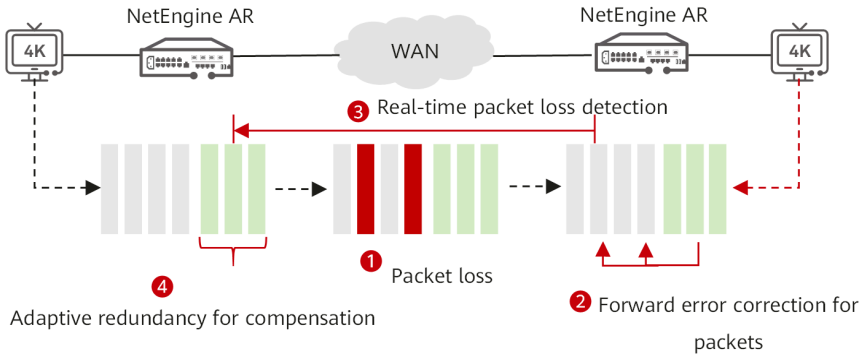 NetEngine AR
NetEngine AR
4K
WAN
4K
3 Real-time packet loss detection
1 Packet loss
4
Adaptive redundancy for compensation
2 Forward error correction for
packets